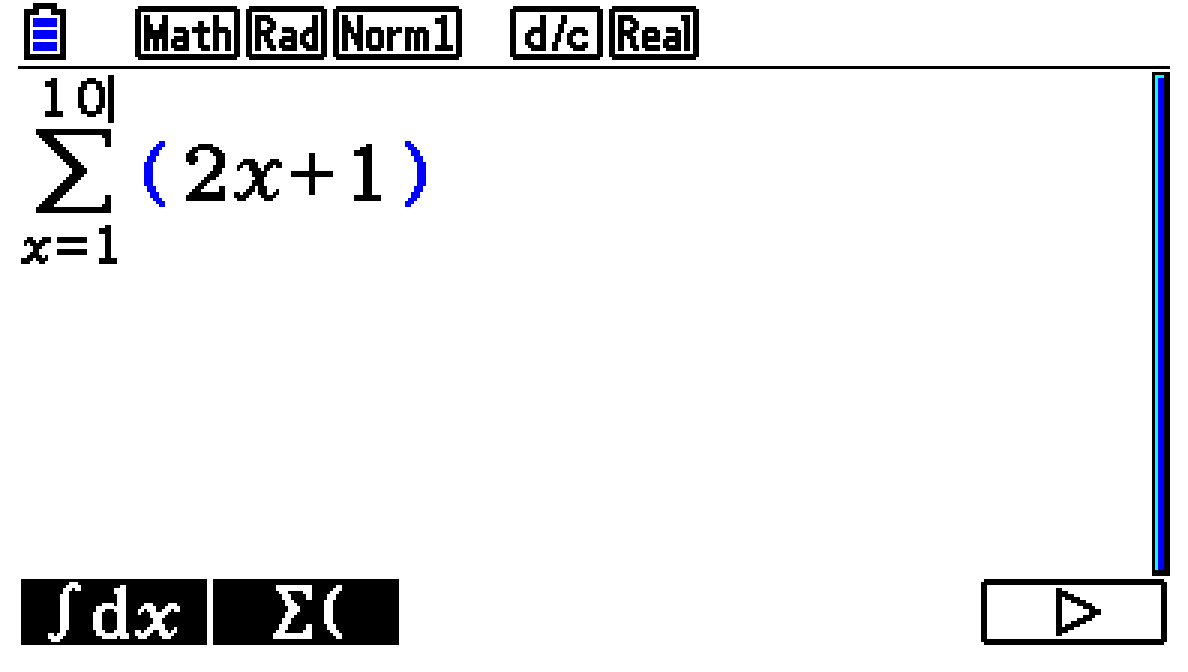 Math Rad Norm1 d/c Real
10
∑(2x+1)
x=1
∫dx ∑( ▷